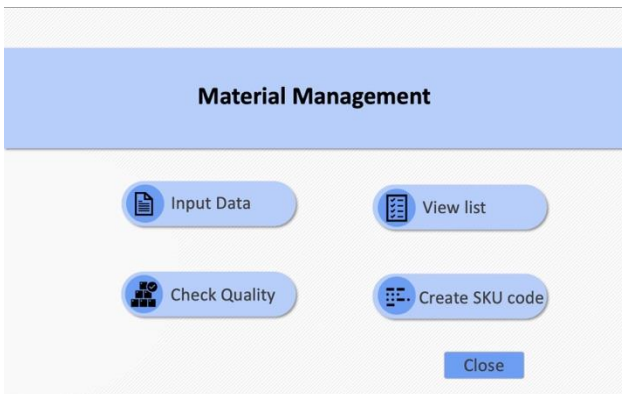 Material Management
Input Data
View list
Check Quality
Create SKU code
Close